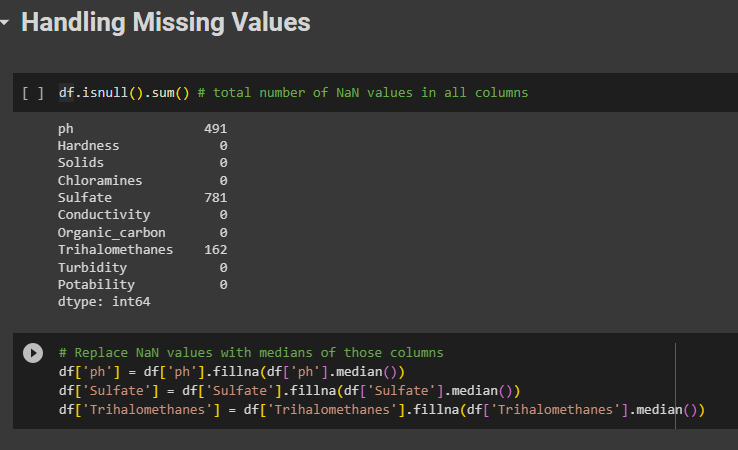 Handling Missing Values
[ ] df.isnull().sum() # total number of NaN values in all columns
ph 491
Hardness 0
Solids 0
Chloramines 0
Sulfate 781
Conductivity 0
Organic_carbon 0
Trihalomethanes 162
Turbidity 0
Potability 0
dtype: int64
# Replace NaN values with medians of those columns
df['ph'] = df['ph'].fillna(df['ph'].median())
df['Sulfate'] = df['Sulfate'].fillna(df['Sulfate'].median())
df['Trihalomethanes'] = df['Trihalomethanes'].fillna(df['Trihalomethanes'].median())